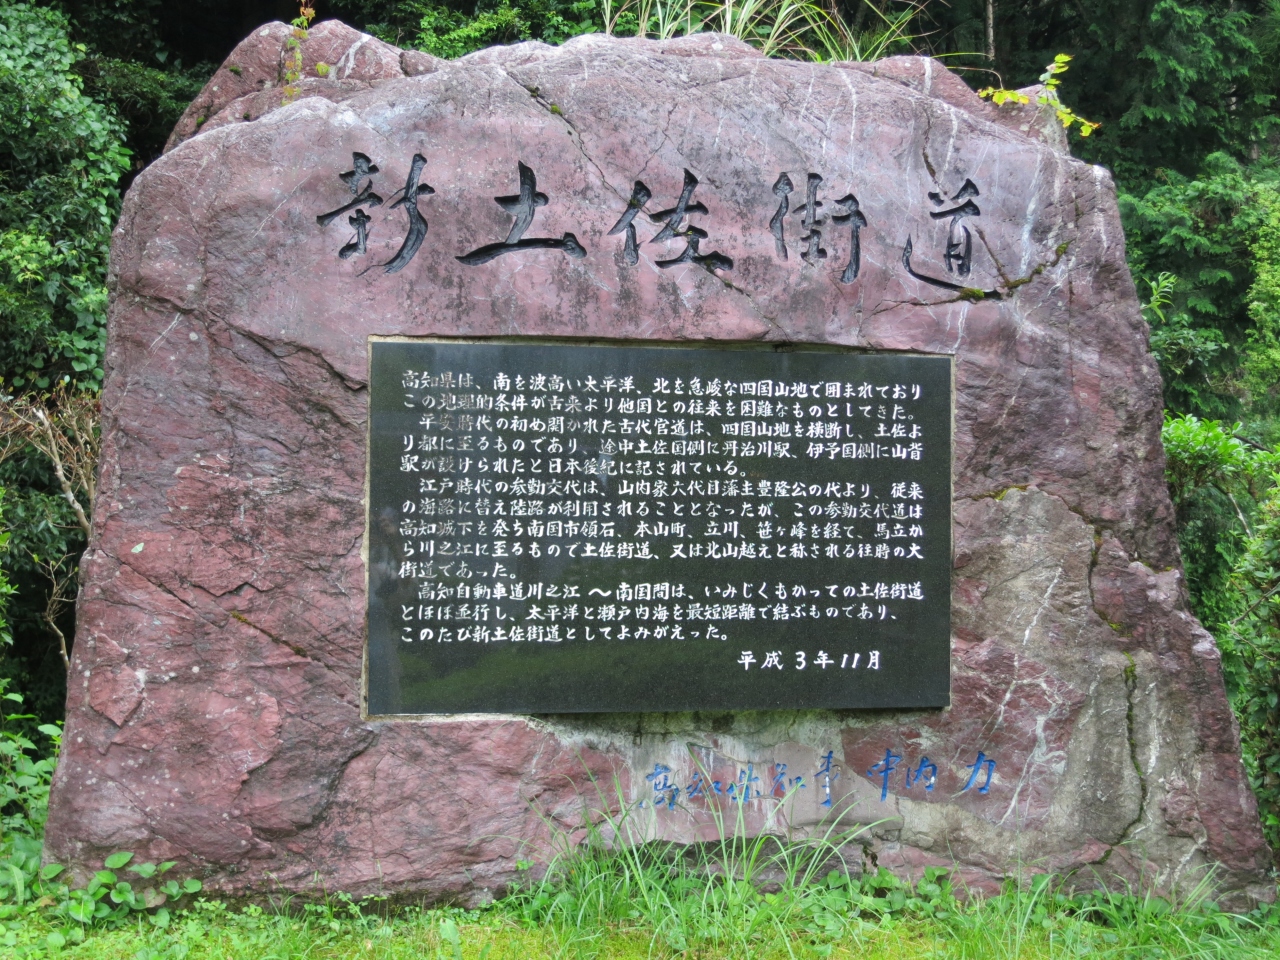 新土佐街道
高知県は、南を波高い太平洋、北を急峻な四国山地で囲まれており
この地理的条件が古来より他国との往来を困難なものとしてきた。
平安時代の初め開かれた古代官道は、四国山地を横断し、土佐よ
り都に至るものであり、途中土佐国側に丹治川駅、伊予国側に山背
駅が設けられたと日本後紀に記されている。
江戸時代の参勤交代は、山内家六代目藩主豊隆公の代より、従来
の海路に替え陸路が利用されることとなったが、この参勤交代道は
高知城下を発ち南国市領石、本山町、立川、笹ヶ峰を経て、馬立か
ら川之江に至るもので土佐街道、又は北山越えと称される往時の大
街道であった。
高知自動車道川之江〜南国間は、いみじくもかっての土佐街道
とほぼ並行し、太平洋と瀬戸内海を最短距離で結ぶものであり、
このたび新土佐街道としてよみがえった。
平成3年11月
高知県知事 中内力